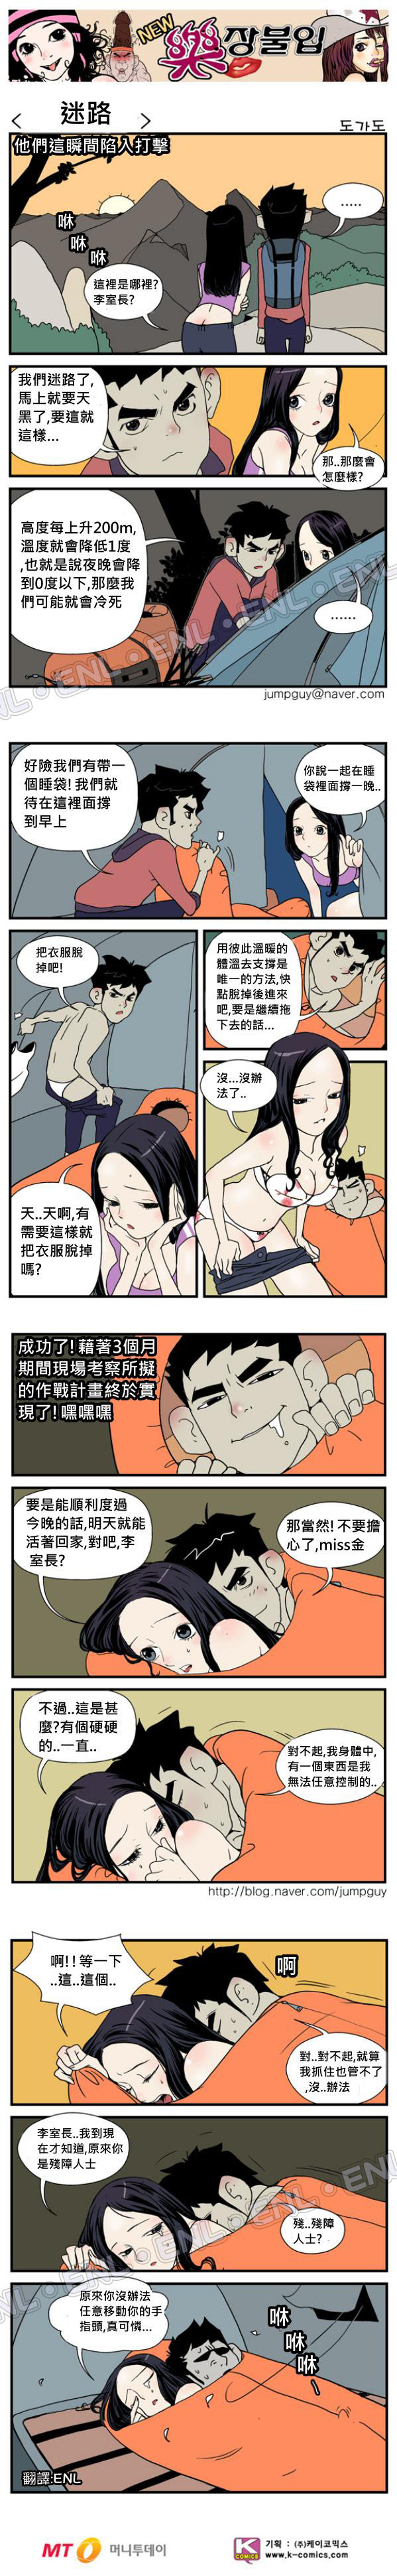 NEW
樂장불입
< 迷路 >
도가도
他們這瞬間陷入打擊
咻
咻
咻
.....
這裡是哪裡?
李室長?
我們迷路了,
馬上就要天
黑了,要這就
這樣...
那..那麼會
怎麼樣?
高度每上升200m,
溫度就會降低1度
,也就是說夜晚會降
到0度以下,那麼我
們可能就會冷死
......
jumpguy@naver.com
好險我們有帶一
個睡袋!我們就
待在這裡面撐
到早上
你說一起在睡
袋裡面撐一晚..
把衣服脫
掉吧!
天..天啊,有
需要這樣就
把衣服脫掉
嗎?
用彼此溫暖的
體溫去支撐是
唯一的方法,快
點脫掉後進來
吧,要是繼續拖
下去的話...
沒...沒辦
法了..
成功了!藉著3個月
期間現場考察所擬
的作戰計畫終於實
現了!嘿嘿嘿
要是能順利度過
今晚的話,明天就能
活著回家,對吧,李
室長?
那當然!不要擔
心了,miss金
不過..這是甚
麼?有個硬硬
的..一直..
對不起,我身體中,
有一個東西是我
無法任意控制的..
http://blog.naver.com/jumpguy
啊!!等一下
..這..這個..
啊
對..對不起,就算
我抓住也管不了
,沒..辦法
李室長..我到現
在才知道,原來你
是殘障人士
殘..殘障
人士?
原來你沒辦法
任意移動你的手
指頭,真可憐...
咻
咻
咻
翻譯:ENL
ENL
MT 머니투데이
K COMICS
기획 : (주)케이코믹스
www.k-comics.com